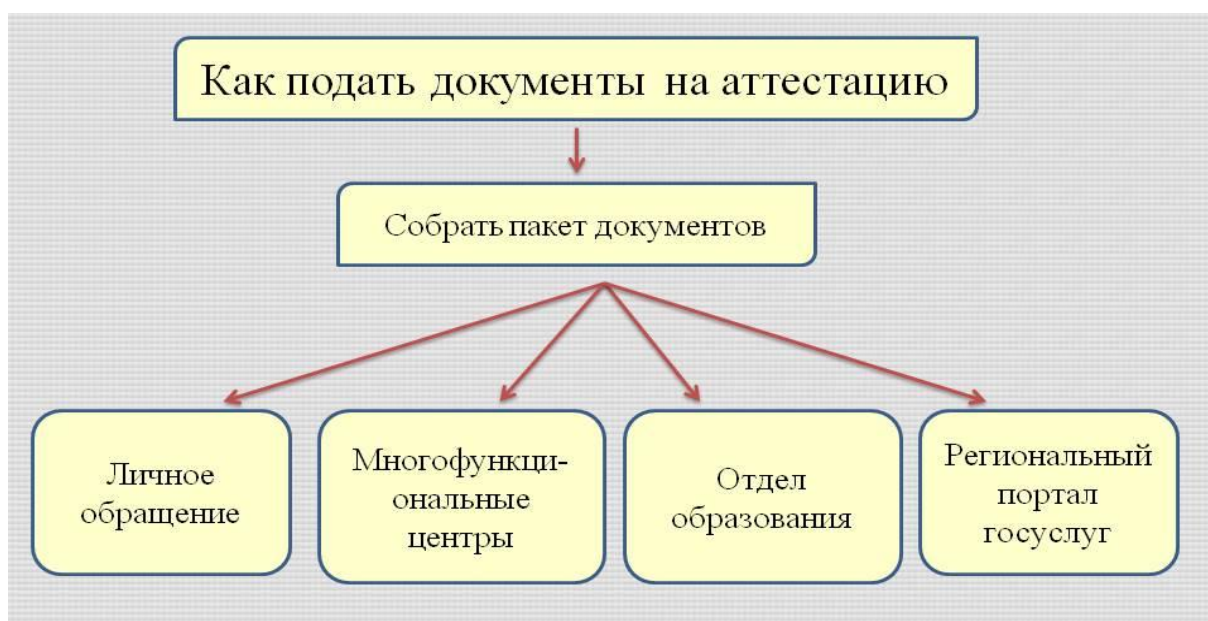 Как подать документы на аттестацию
Собрать пакет документов
Личное
обращение
Многофункци-
ональные
центры
Отдел
образования
Региональный
портал
госуслуг